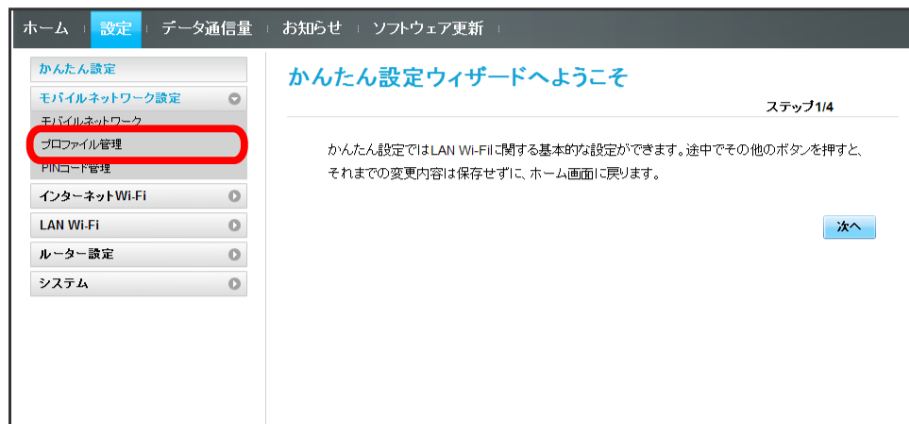 ホーム 設定 データ通信量 お知らせ ソフトウェア更新
かんたん設定
モバイルネットワーク設定
モバイルネットワーク
プロファイル管理
PINコード管理
インターネットWi-Fi
LAN Wi-Fi
ルーター設定
システム
かんたん設定ウィザードへようこそ
ステップ1/4
かんたん設定ではLAN Wi-Fiに関する基本的な設定ができます。途中でその他のボタンを押すと、
それまでの変更内容は保存せずに、ホーム画面に戻ります。
次へ